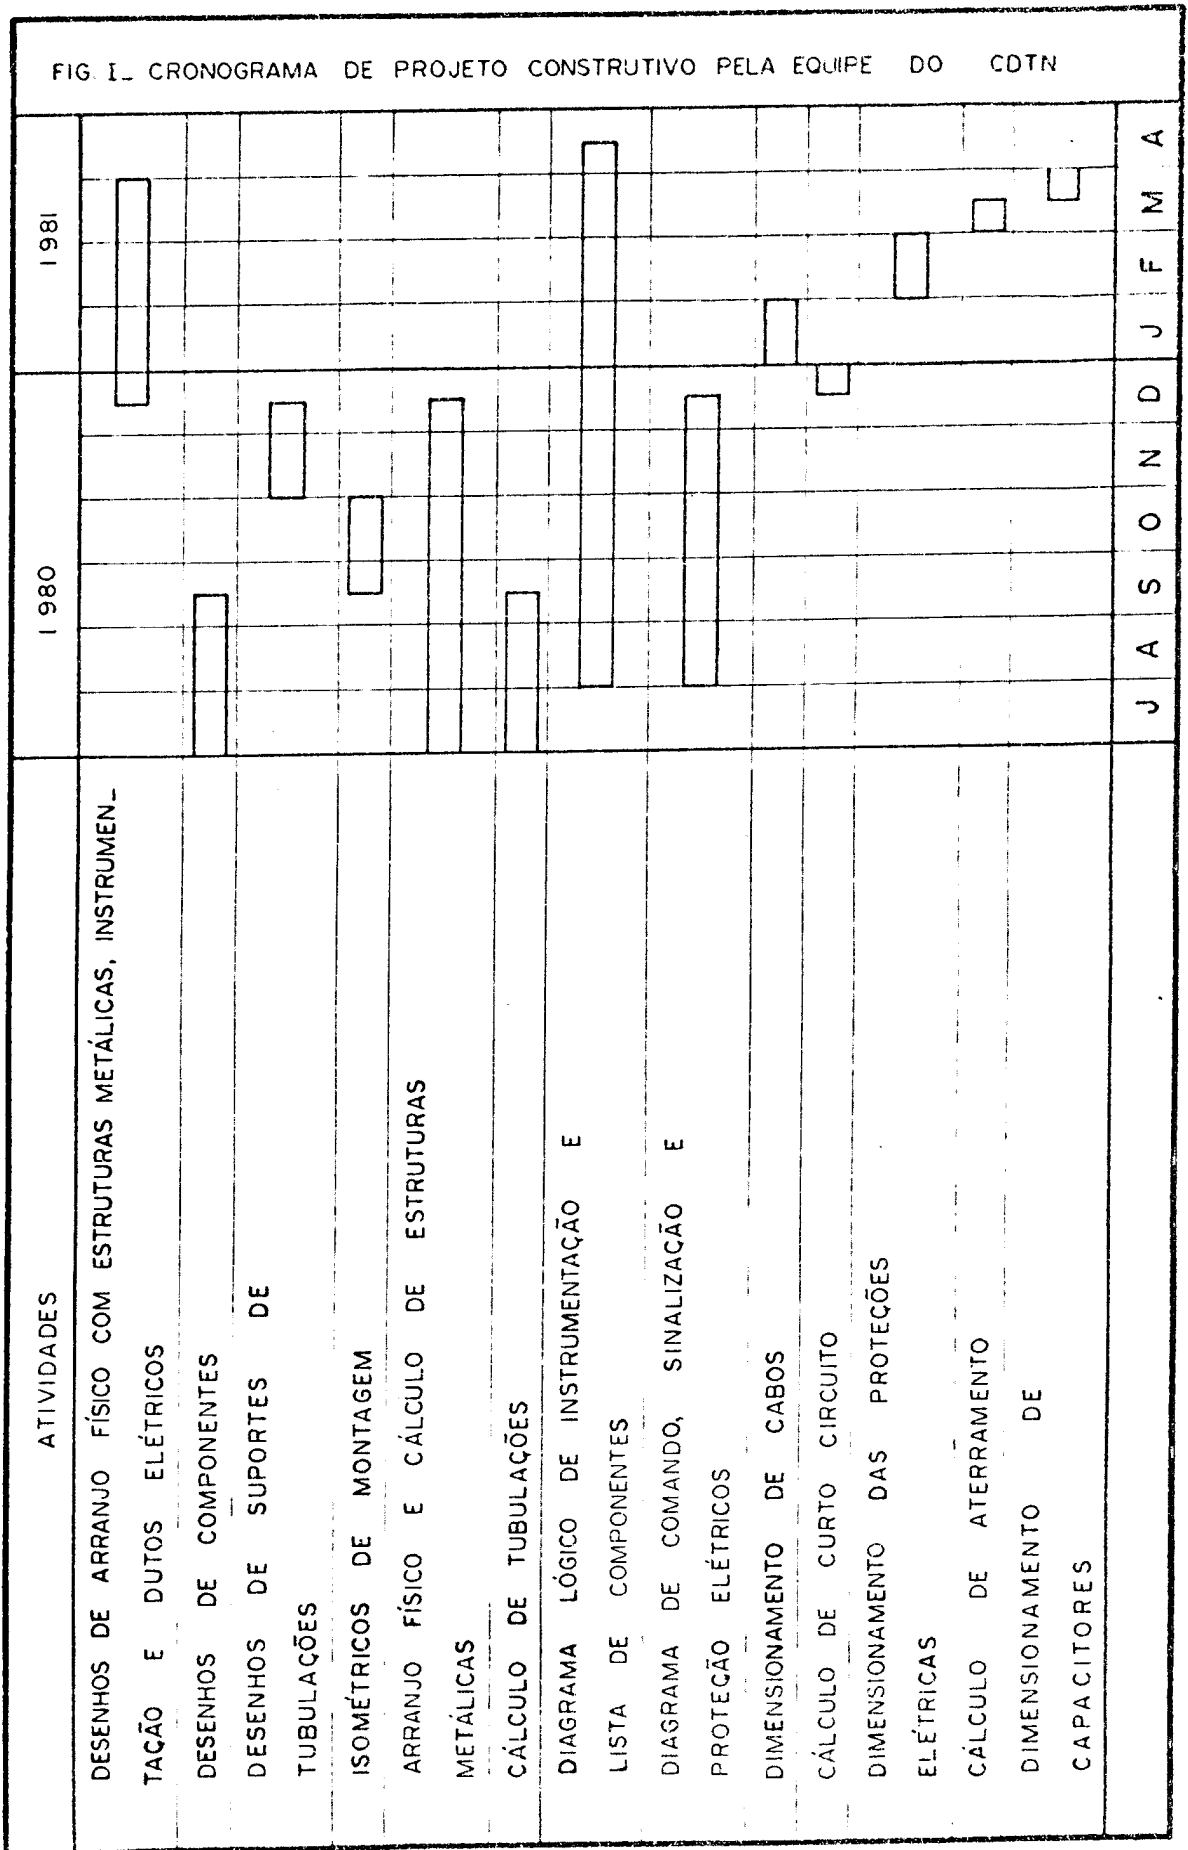 FIG. I_ CRONOGRAMA DE PROJETO CONSTRUTIVO PELA EQUIPE DO CDTN
ATIVIDADES
1980
1981
DESENHOS DE ARRANJO FÍSICO COM ESTRUTURAS METÁLICAS, INSTRUMEN_
TAÇÃO E DUTOS ELÉTRICOS
DESENHOS DE COMPONENTES
DESENHOS DE SUPORTES DE
TUBULAÇÕES
ISOMÉTRICOS DE MONTAGEM
ARRANJO FÍSICO E CÁLCULO DE ESTRUTURAS
METÁLICAS
CÁLCULO DE TUBULAÇÕES
DIAGRAMA LÓGICO DE INSTRUMENTAÇÃO E
LISTA DE COMPONENTES
DIAGRAMA DE COMANDO, SINALIZAÇÃO E
PROTEÇÃO ELÉTRICOS
DIMENSIONAMENTO DE CABOS
CÁLCULO DE CURTO CIRCUITO
DIMENSIONAMENTO DAS PROTEÇÕES
ELÉTRICAS
CÁLCULO DE ATERRAMENTO
DIMENSIONAMENTO DE
CAPACITORES
J A S O N D J F M A